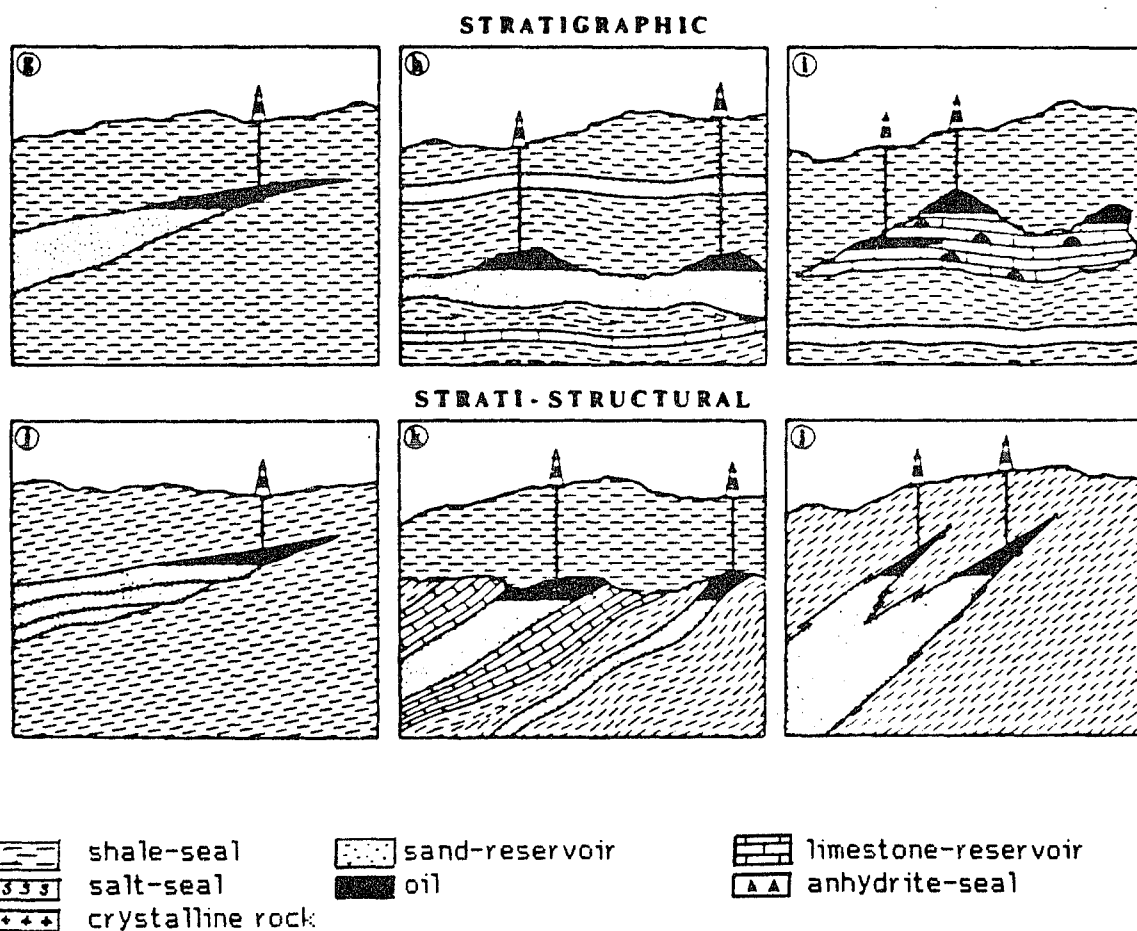 STRATIGRAPHIC
g
h
i
STRATI-STRUCTURAL
j
k
l
shale-seal
sand-reservoir
limestone-reservoir
salt-seal
oil
anhydrite-seal
crystalline rock